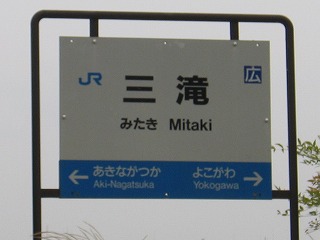 JR 広
三滝
みたき Mitaki
← あきながつか よこがわ →
Aki-Nagatsuka Yokogawa